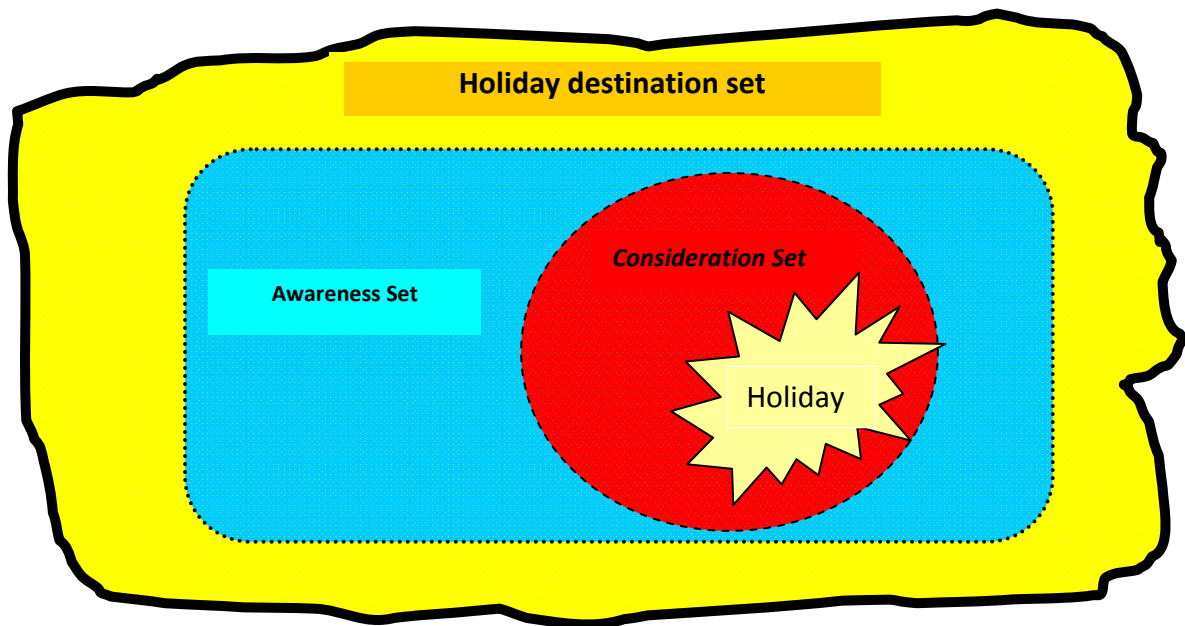 Holiday destination set
Consideration Set
Awareness Set
Holiday